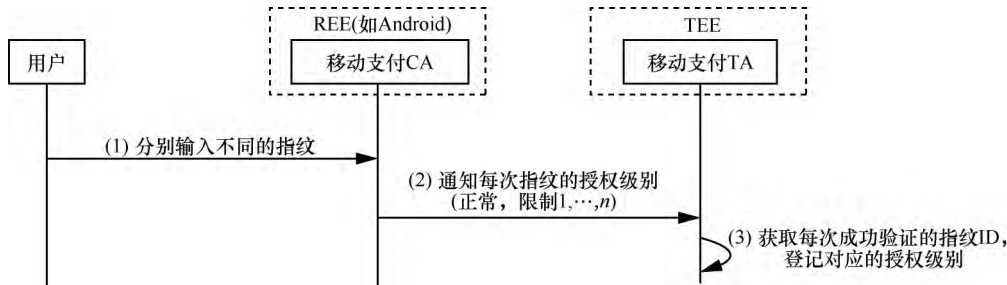 REE(如Android)
TEE
用户
移动支付CA
移动支付TA
(1) 分别输入不同的指纹
(2) 通知每次指纹的授权级别
(正常，限制1,…,n)
(3) 获取每次成功验证的指纹ID，
登记对应的授权级别